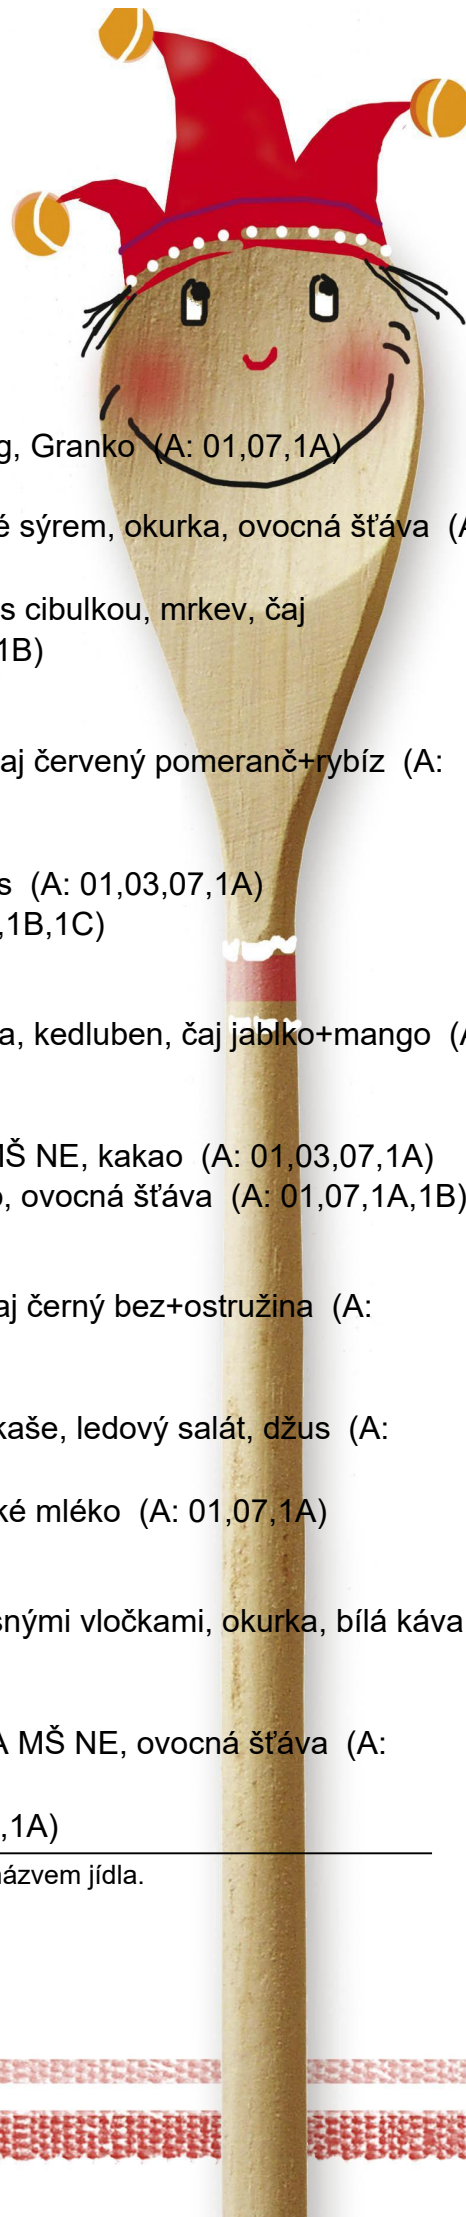 g, Granko (A: 01,07,1A)
é sýrem, okurka, ovocná šťáva (A
s cibulkou, mrkev, čaj
1B)
aj červený pomeranč+rybíz (A:
s (A: 01,03,07,1A)
,1B,1C)
a, kedluben, čaj jablko+mango (A
MŠ NE, kakao (A: 01,03,07,1A)
o, ovocná šťáva (A: 01,07,1A,1B)
aj černý bez+ostružina (A:
kaše, ledový salát, džus (A:
ké mléko (A: 01,07,1A)
snými vločkami, okurka, bílá káva
A MŠ NE, ovocná šťáva (A:
,1A)
názvem jídla.